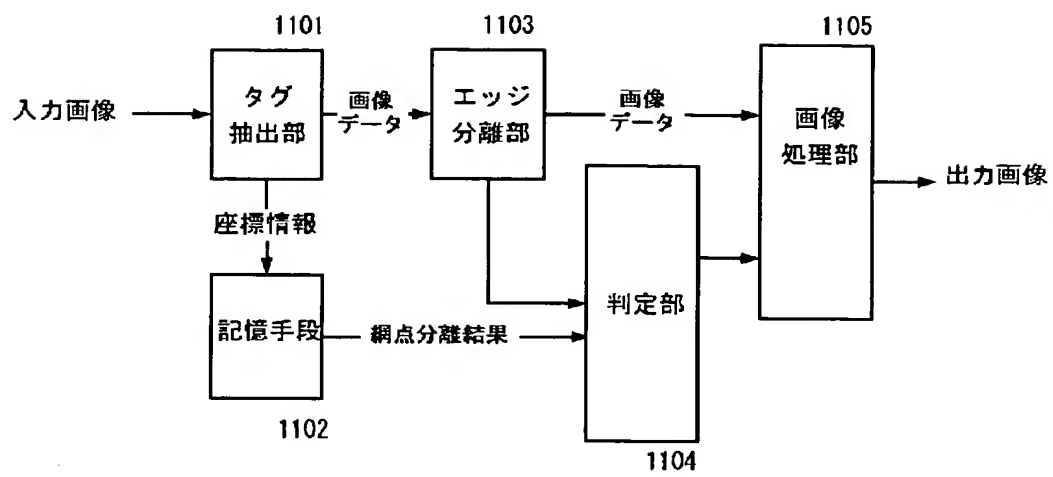 1101
1103
1105
入力画像
タグ
抽出部
画像
データ
エッジ
分離部
画像
データ
画像
処理部
出力画像
座標情報
記憶手段
網点分離結果
判定部
1102
1104